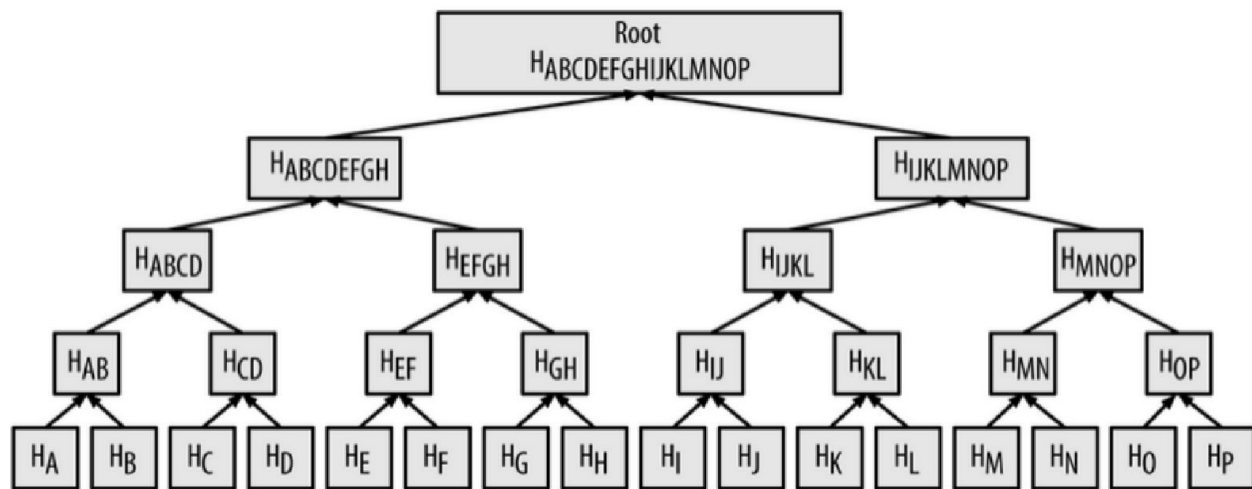 Root
HABCDEFGHIJKLMNOP
HABCDEFGH HIJKLMNOP
HABCD HEFGH HIJKL HMNOP
HAB HCD HEF HGH HIJ HKL HMN HOP
HA HB HC HD HE HF HG HH HI HJ HK HL HM HN HO HP